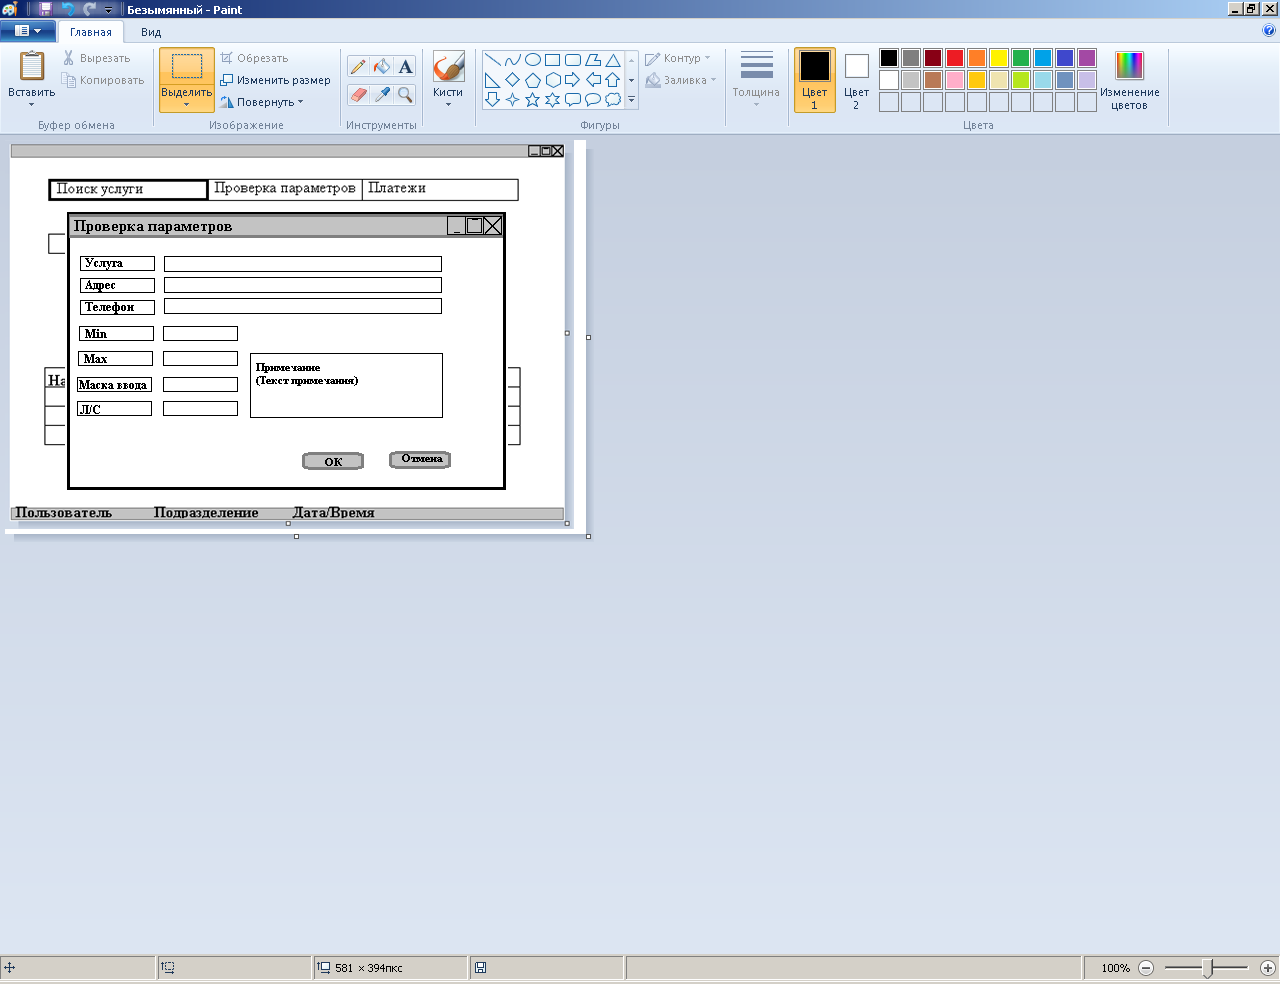 Безымянный - Paint
Главная Вид
Вставить
Вырезать
Копировать
Буфер обмена
Выделить
Обрезать
Изменить размер
Повернуть
Изображение
A
Инструменты
Кисти
Контур
Заливка
Фигуры
Толщина
Цвет
1
Цвет
2
Изменение
цветов
Цвета
Поиск услуги Проверка параметров Платежи
Проверка параметров
Услуга
Адрес
Телефон
Min
Max
Маска ввода
Л/С
Примечание
(Текст примечания)
На
ОК Отмена
Пользователь Подразделение Дата/Время
581 × 394пкс
100%